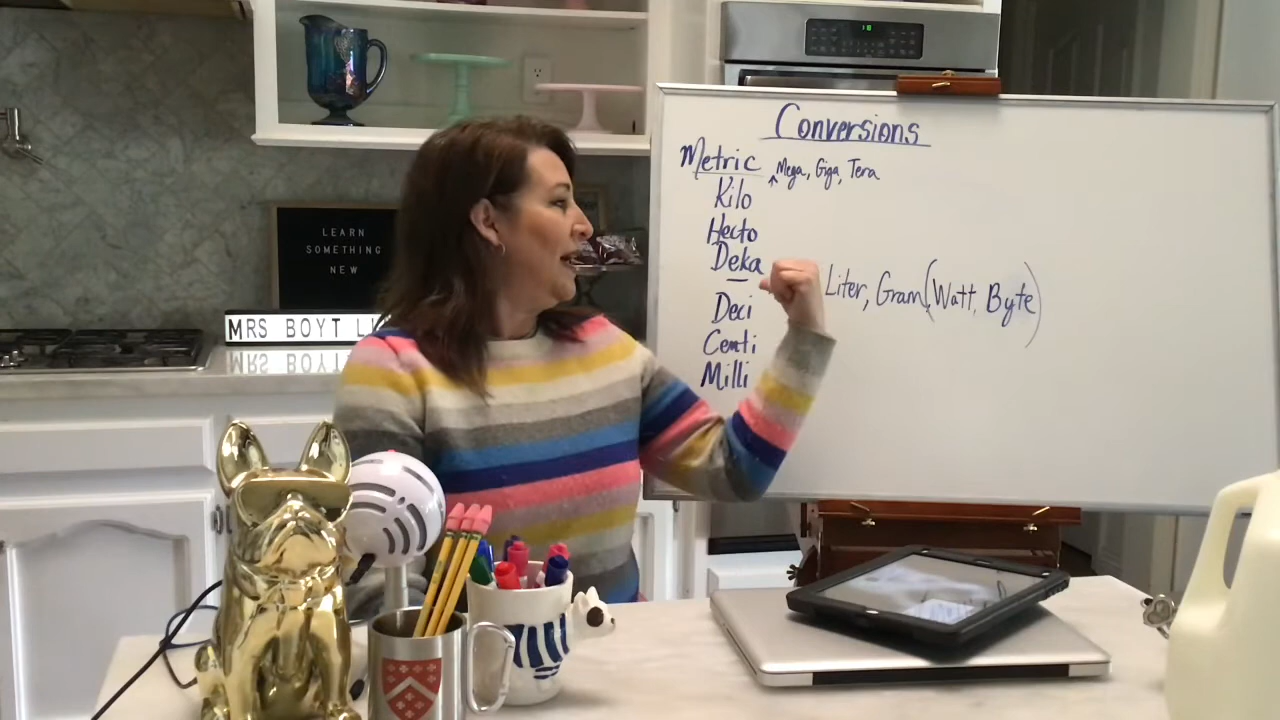 Conversions
Metric
↑ Mega, Giga, Tera
Kilo
Hecto
Deka
Liter, Gram (Watt, Byte)
Deci
Centi
Milli
LEARN
SOMETHING
NEW
MRS BOYT LI